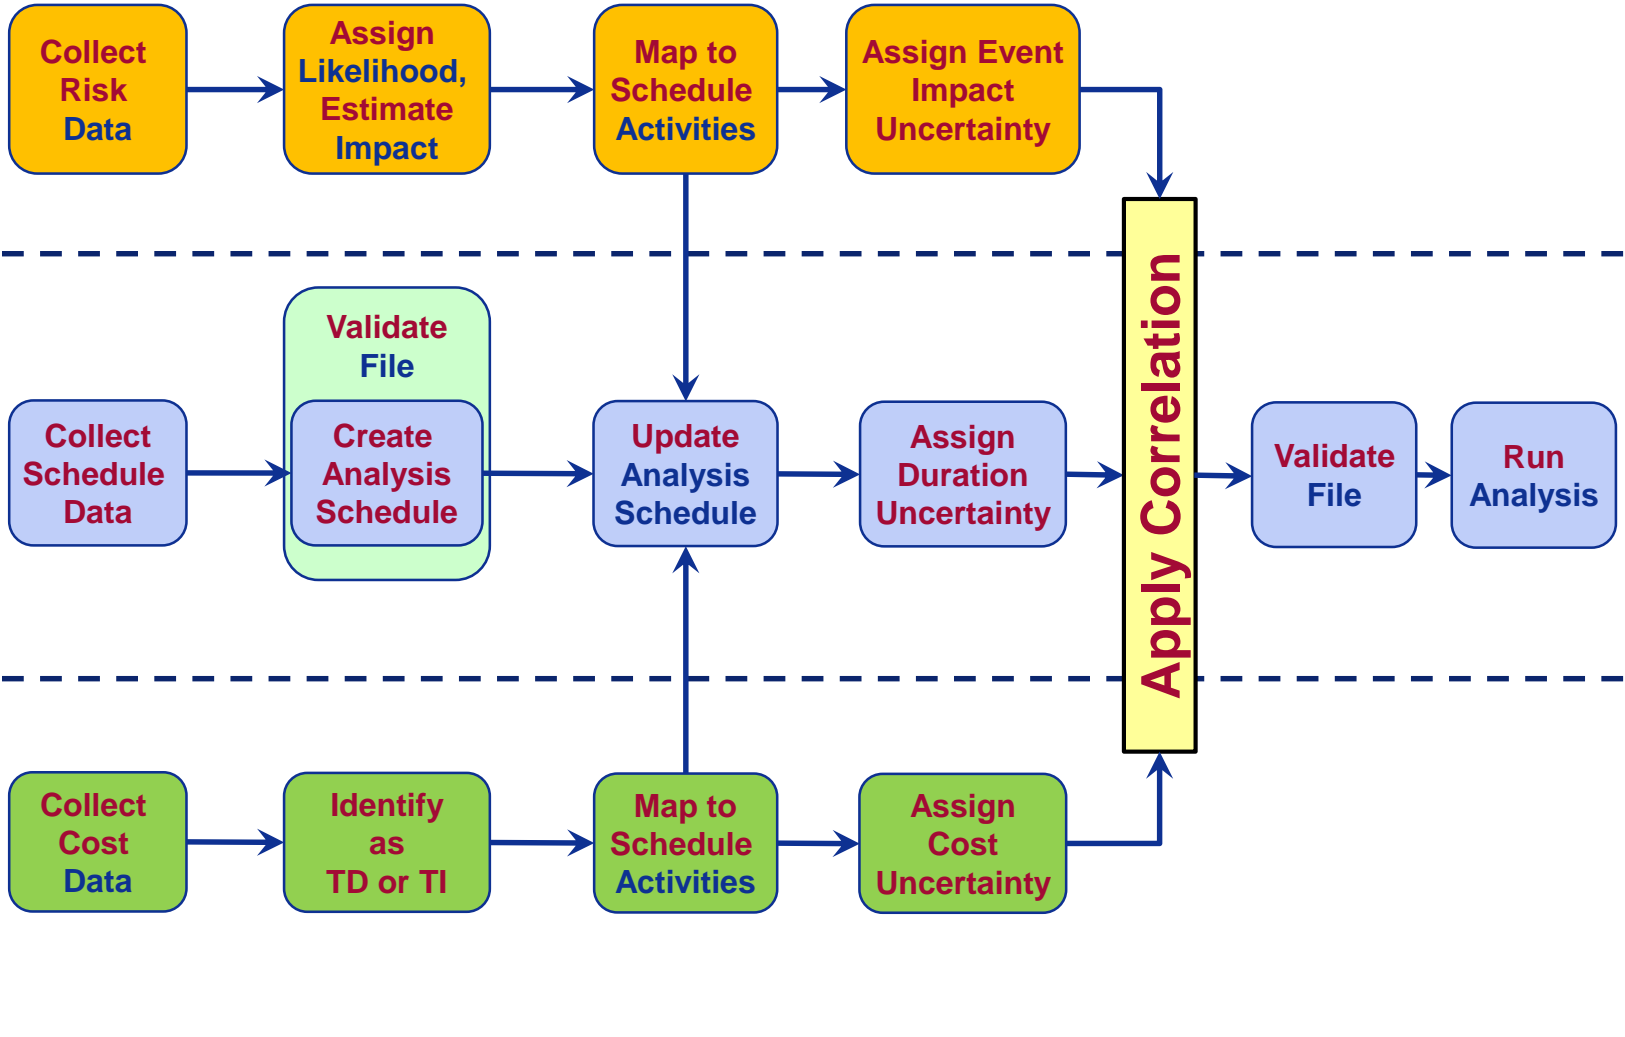 Collect
Risk
Data
Assign
Likelihood,
Estimate
Impact
Map to
Schedule
Activities
Assign Event
Impact
Uncertainty
Validate
File
Collect
Schedule
Data
Create
Analysis
Schedule
Update
Analysis
Schedule
Assign
Duration
Uncertainty
Apply Correlation
Validate
File
Run
Analysis
Collect
Cost
Data
Identify
as
TD or TI
Map to
Schedule
Activities
Assign
Cost
Uncertainty